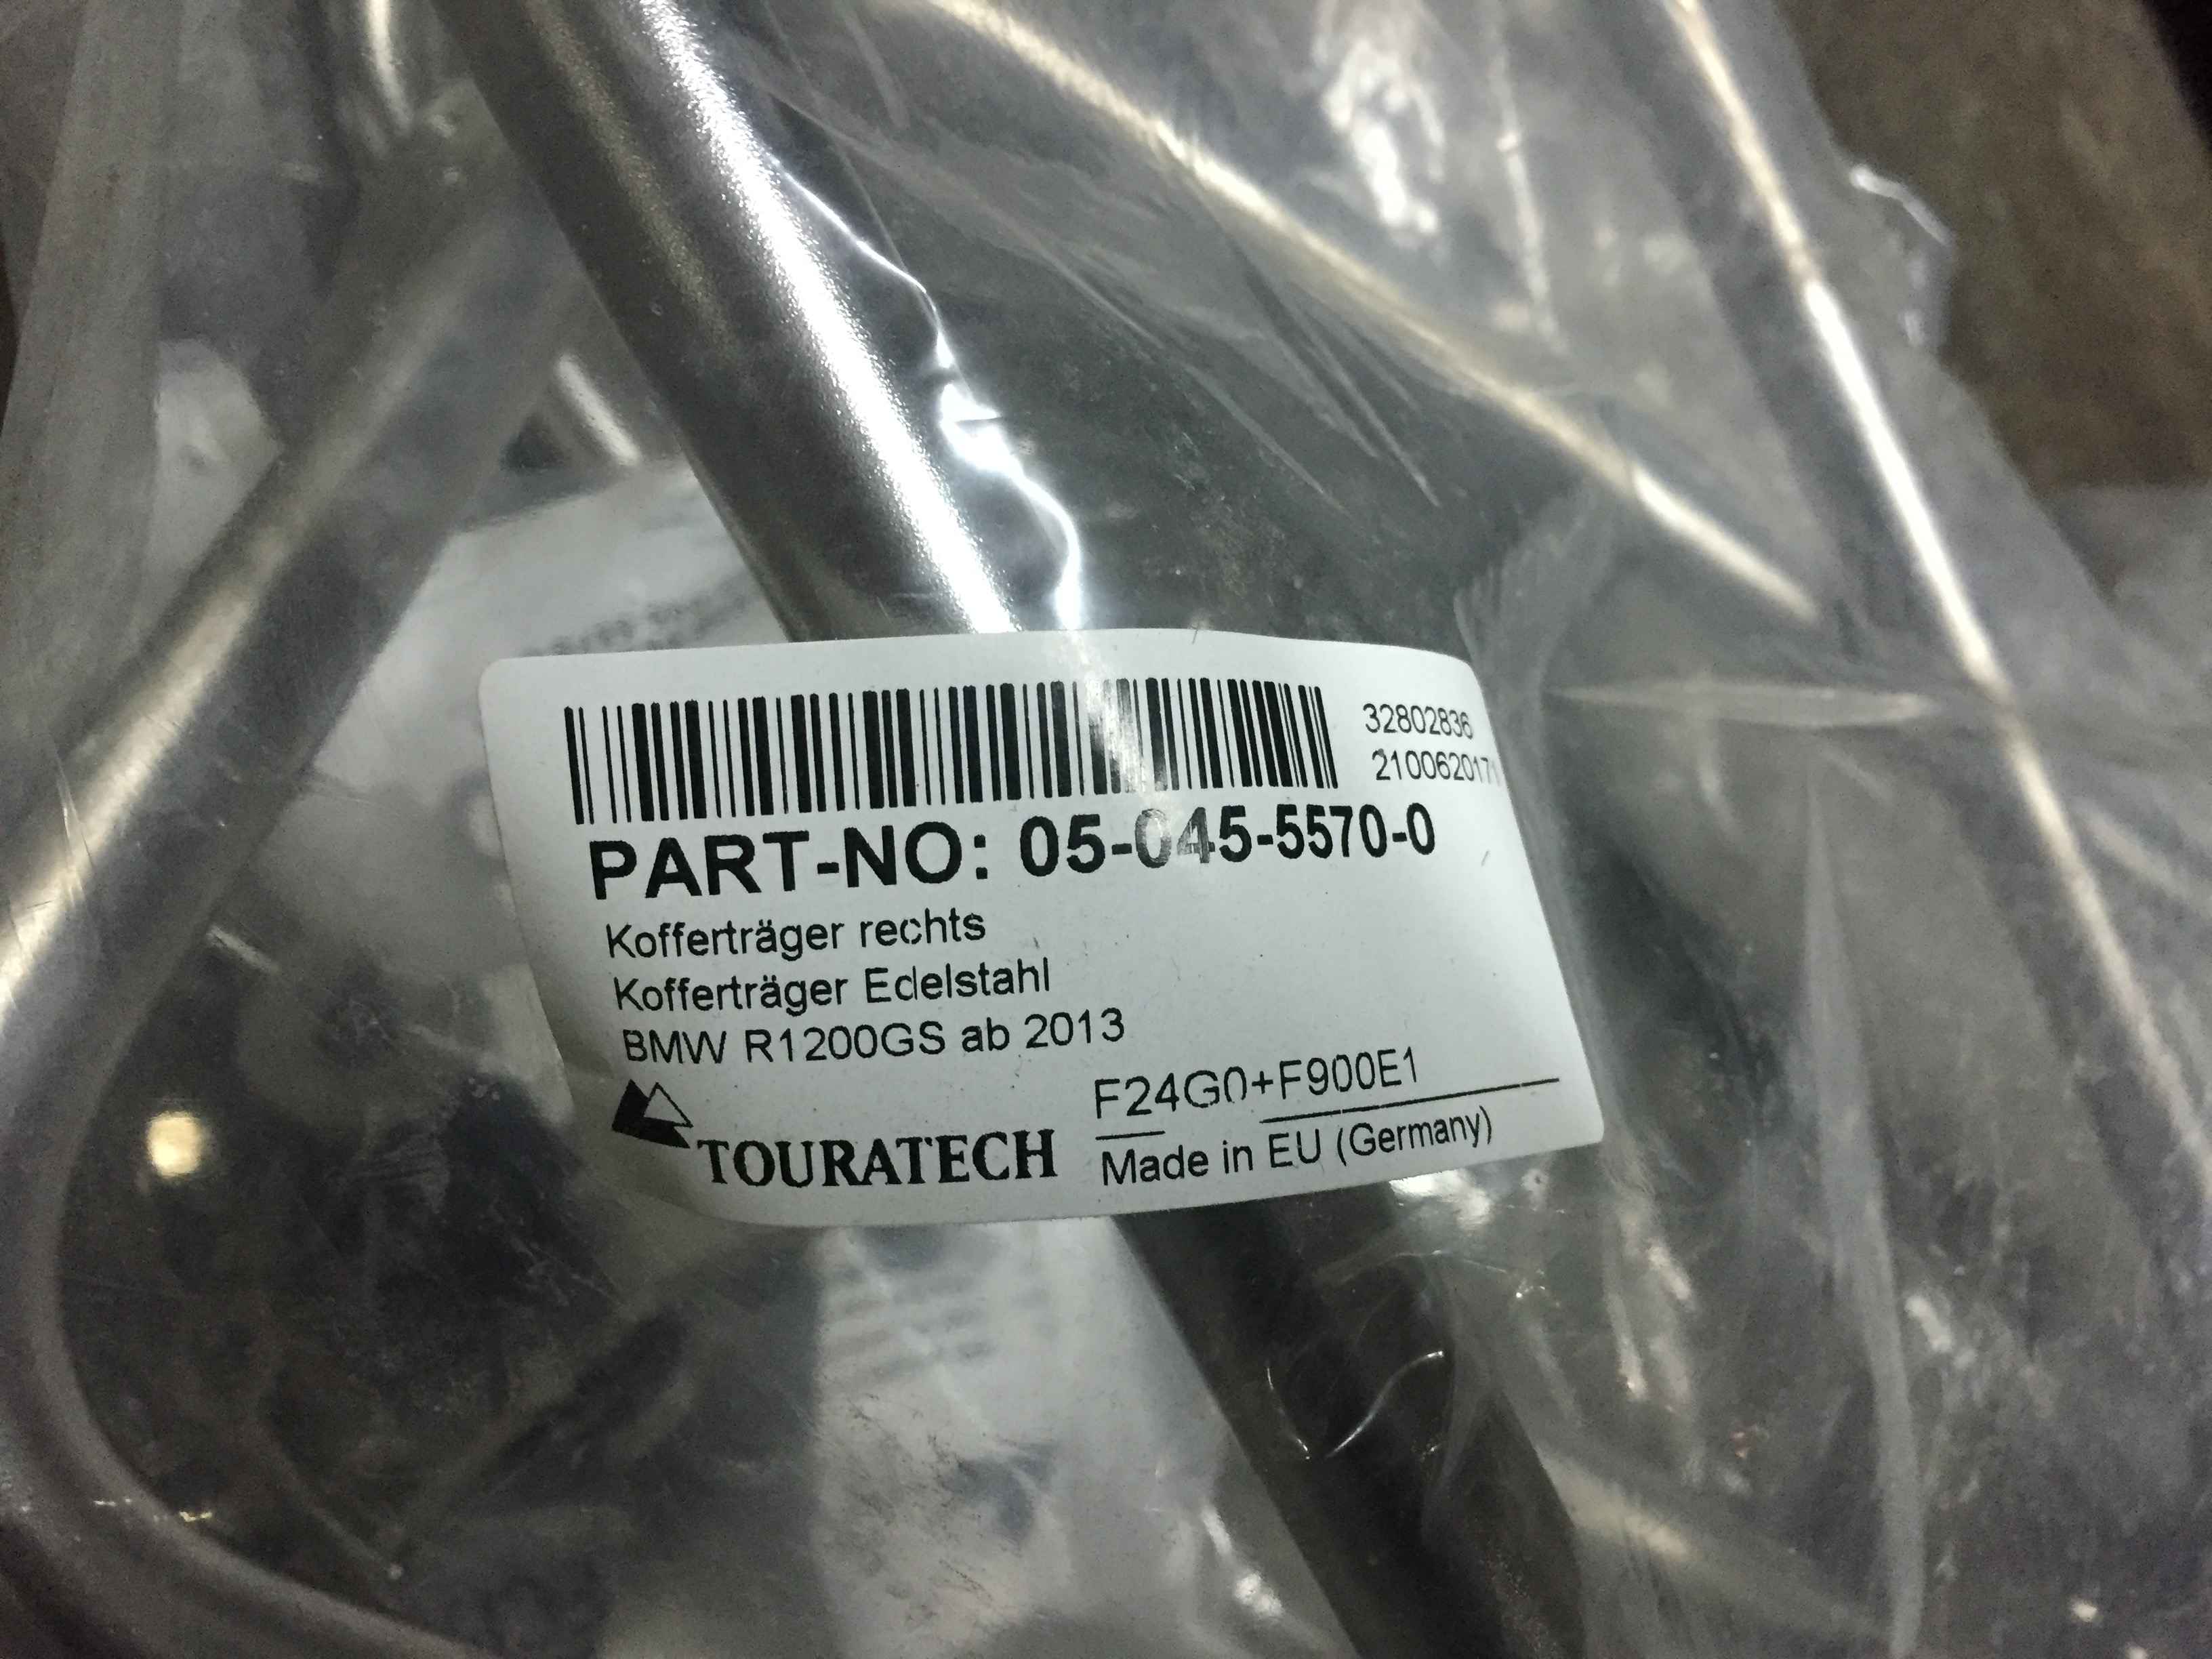 32802836
PART-NO: 05-045-5570-0
Kofferträger rechts
Kofferträger Edelstahl
BMW R1200GS ab 2013
F24G0+F900E1
TOURATECH
Made in EU (Germany)